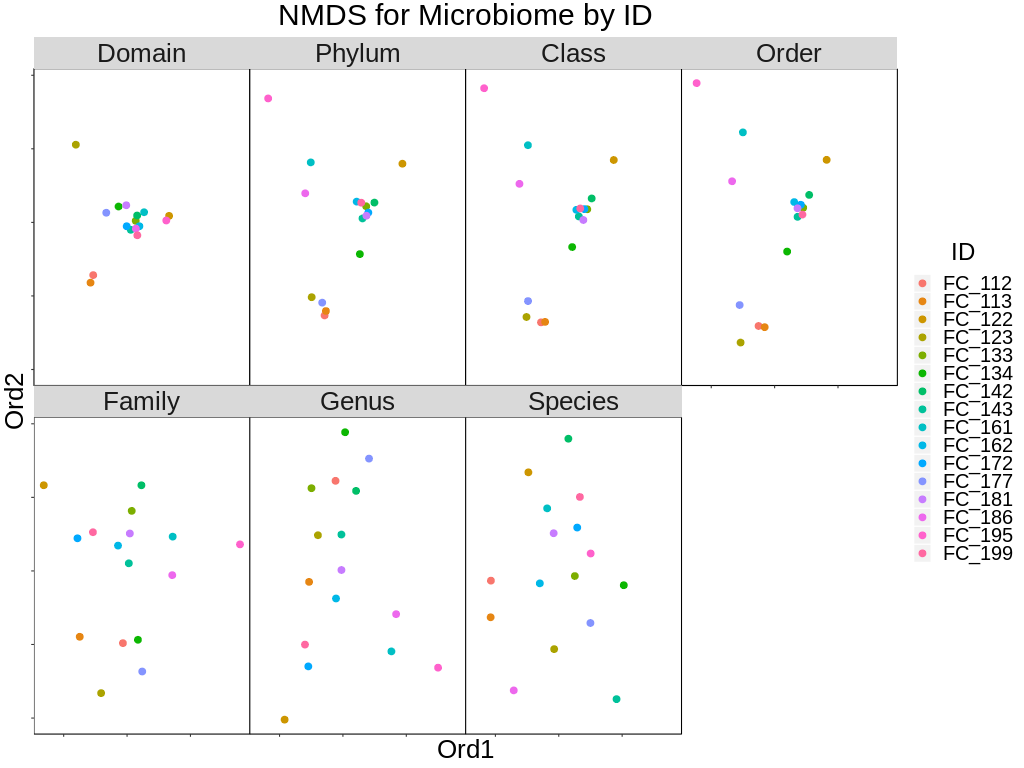 NMDS for Microbiome by ID
Domain
Phylum
Class
Order
Family
Genus
Species
Ord2
Ord1
ID
FC_112
FC_113
FC_122
FC_123
FC_133
FC_134
FC_142
FC_143
FC_161
FC_162
FC_172
FC_177
FC_181
FC_186
FC_195
FC_199